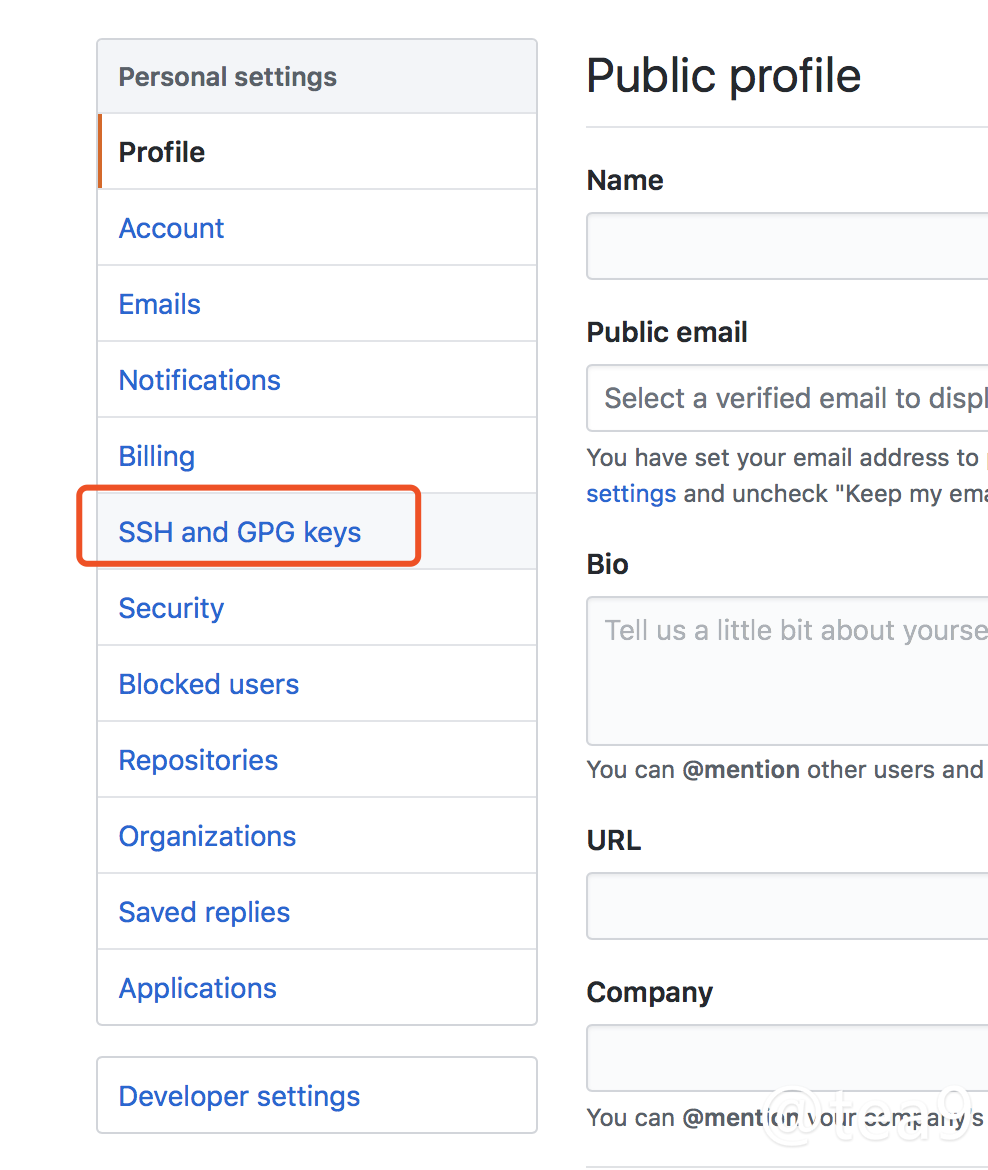 Personal settings
Profile
Account
Emails
Notifications
Billing
SSH and GPG keys
Security
Blocked users
Repositories
Organizations
Saved replies
Applications
Developer settings
Public profile
Name
Public email
Select a verified email to displ
You have set your email address to
settings and uncheck "Keep my ema
Bio
Tell us a little bit about yourse
You can @mention other users and
URL
Company
You can @mention your company's
@tea9